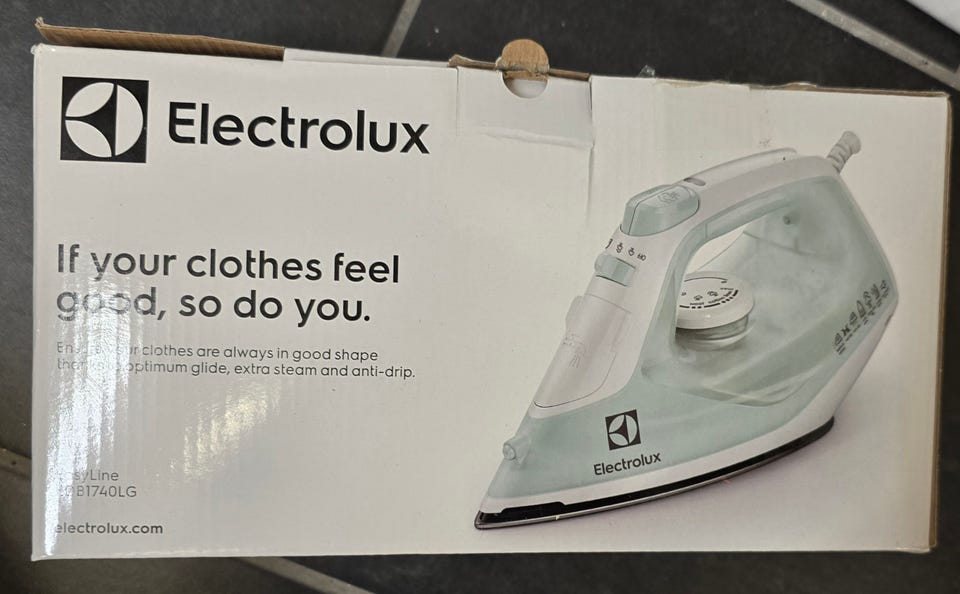 Electrolux
If your clothes feel
good, so do you.
clothes are always in good shape
optimum glide, extra steam and anti-drip.
Electrolux
electrolux.com